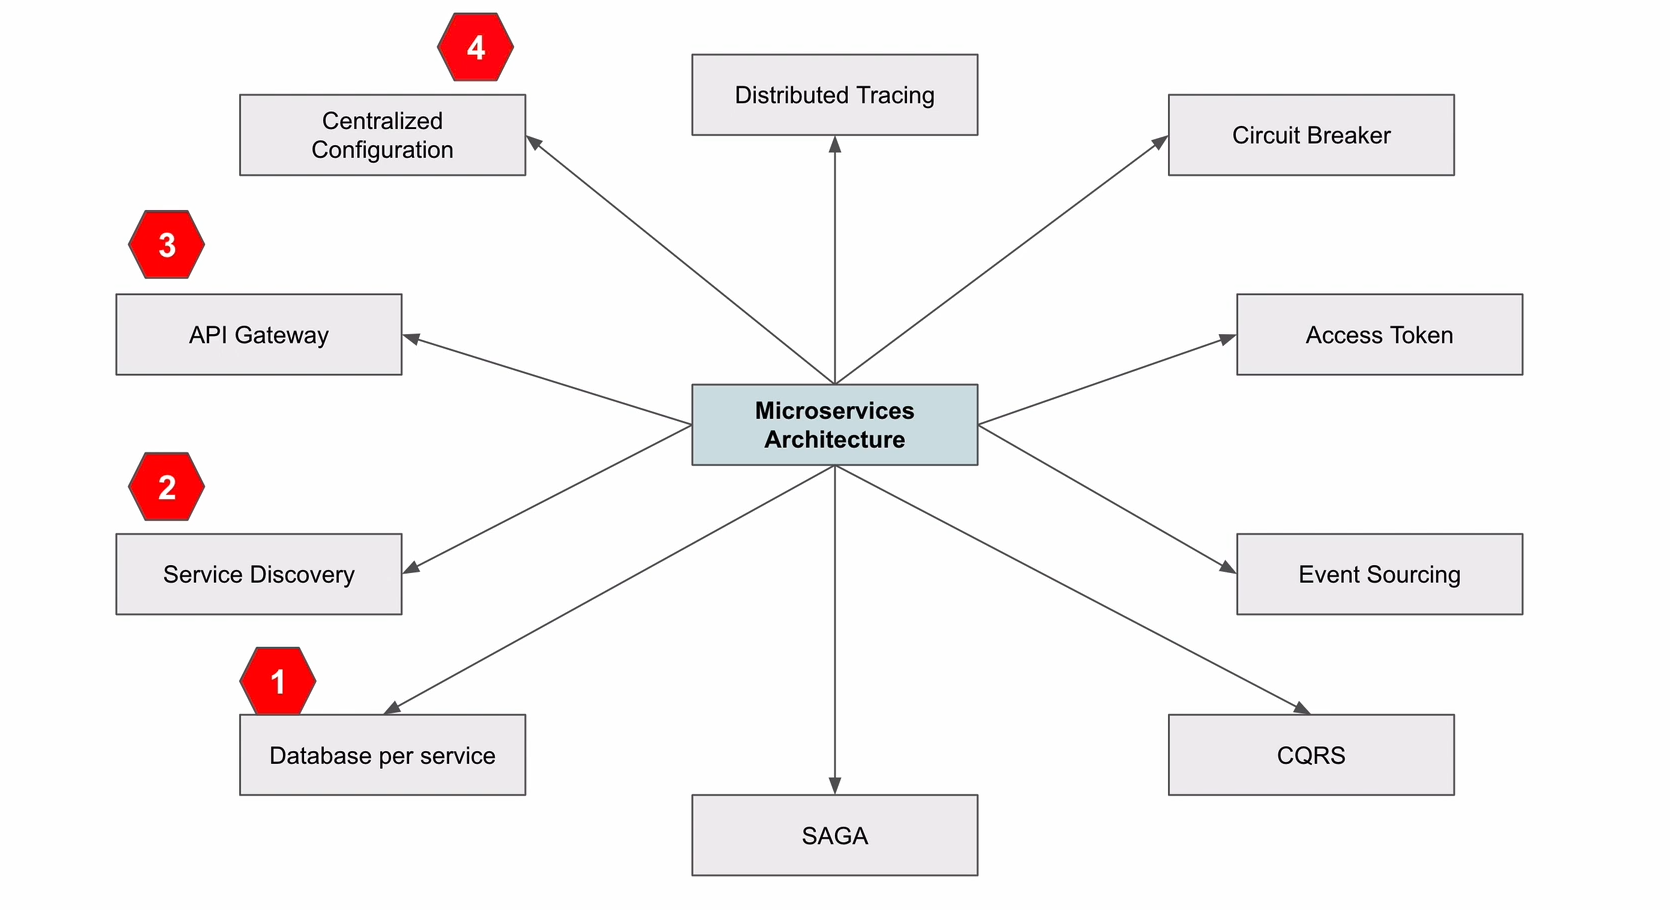 4
Distributed Tracing
Centralized
Configuration
Circuit Breaker
3
API Gateway
Access Token
Microservices
Architecture
2
Service Discovery
Event Sourcing
1
Database per service
CQRS
SAGA